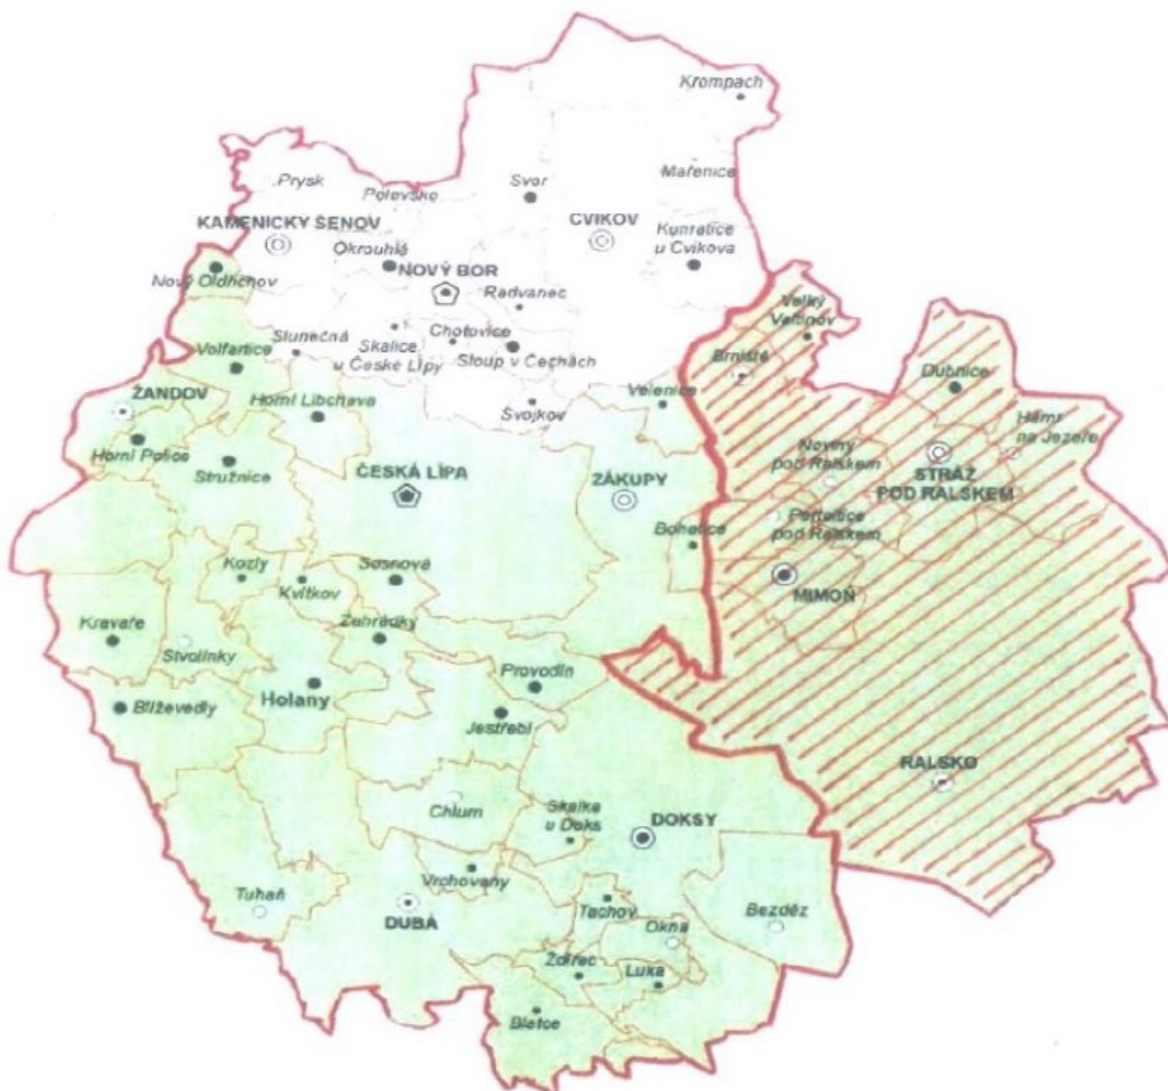 Krompach
Mařenice
Prysk
Polevsko
Svor
KAMENICKÝ ŠENOV
CVIKOV
Kunratice
u Cvikova
Okrouhlá
NOVÝ BOR
Nový Oldřichov
Radvanec
Velký
Valtinov
Slunečná
Skalice
u České Lípy
Chotovice
Sloup v Čechách
Volfartice
Brniště
Dubnice
ŽANDOV
Horní Libchava
Svojkov
Velenice
Hamr
na Jezeře
Horní Police
Stružnice
ČESKÁ LÍPA
ZÁKUPY
Noviny
pod Ralskem
STRÁŽ
POD RALSKEM
Bohatice
Pertoltice
pod Ralskem
Kozly
Kvítkov
Sosnová
MIMOŇ
Kravaře
Stvolínky
Zahrádky
Provodín
Holany
Blíževedly
Jestřebí
RALSKO
Chlum
Skalka
u Doks
DOKSY
Vrchovany
Tuhaň
DUBÁ
Tachov
Okna
Bezděz
Ždírec
Luka
Blatce